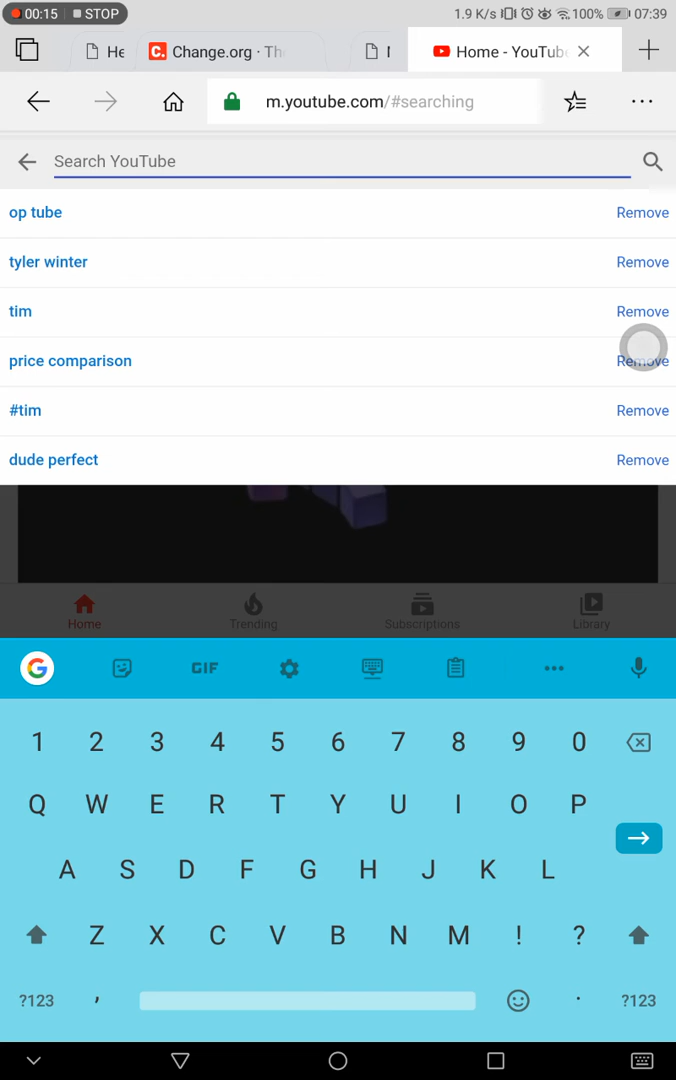 00:15 STOP 1.9 K/s 100% 07:39
He Change.org · Th Home - YouTub
m.youtube.com/#searching
Search YouTube
op tube Remove
tyler winter Remove
tim Remove
price comparison Remove
#tim Remove
dude perfect Remove
Home Trending Subscriptions Library
G GIF
1 2 3 4 5 6 7 8 9 0
Q W E R T Y U I O P
A S D F G H J K L
Z X C V B N M ! ?
?123 , . ?123